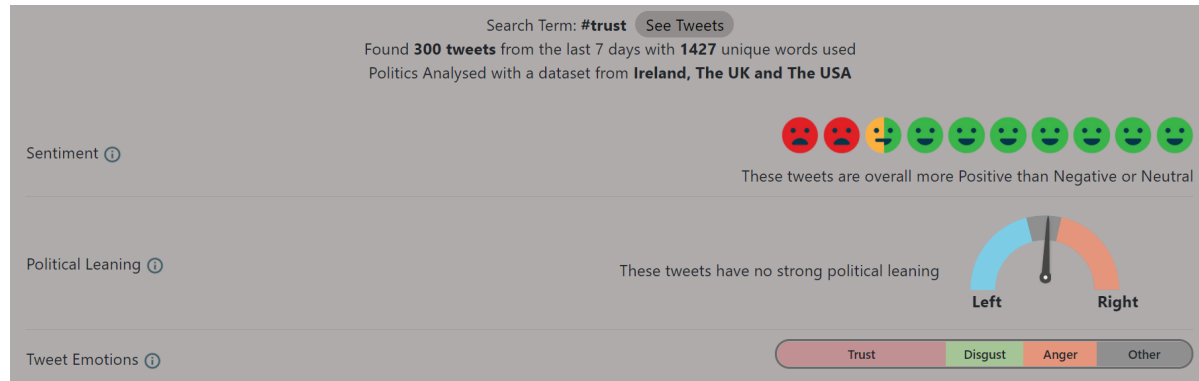 Search Term: #trust See Tweets
Found 300 tweets from the last 7 days with 1427 unique words used
Politics Analysed with a dataset from Ireland, The UK and The USA
Sentiment
These tweets are overall more Positive than Negative or Neutral
Political Leaning
These tweets have no strong political leaning
Left Right
Tweet Emotions
Trust Disgust Anger Other